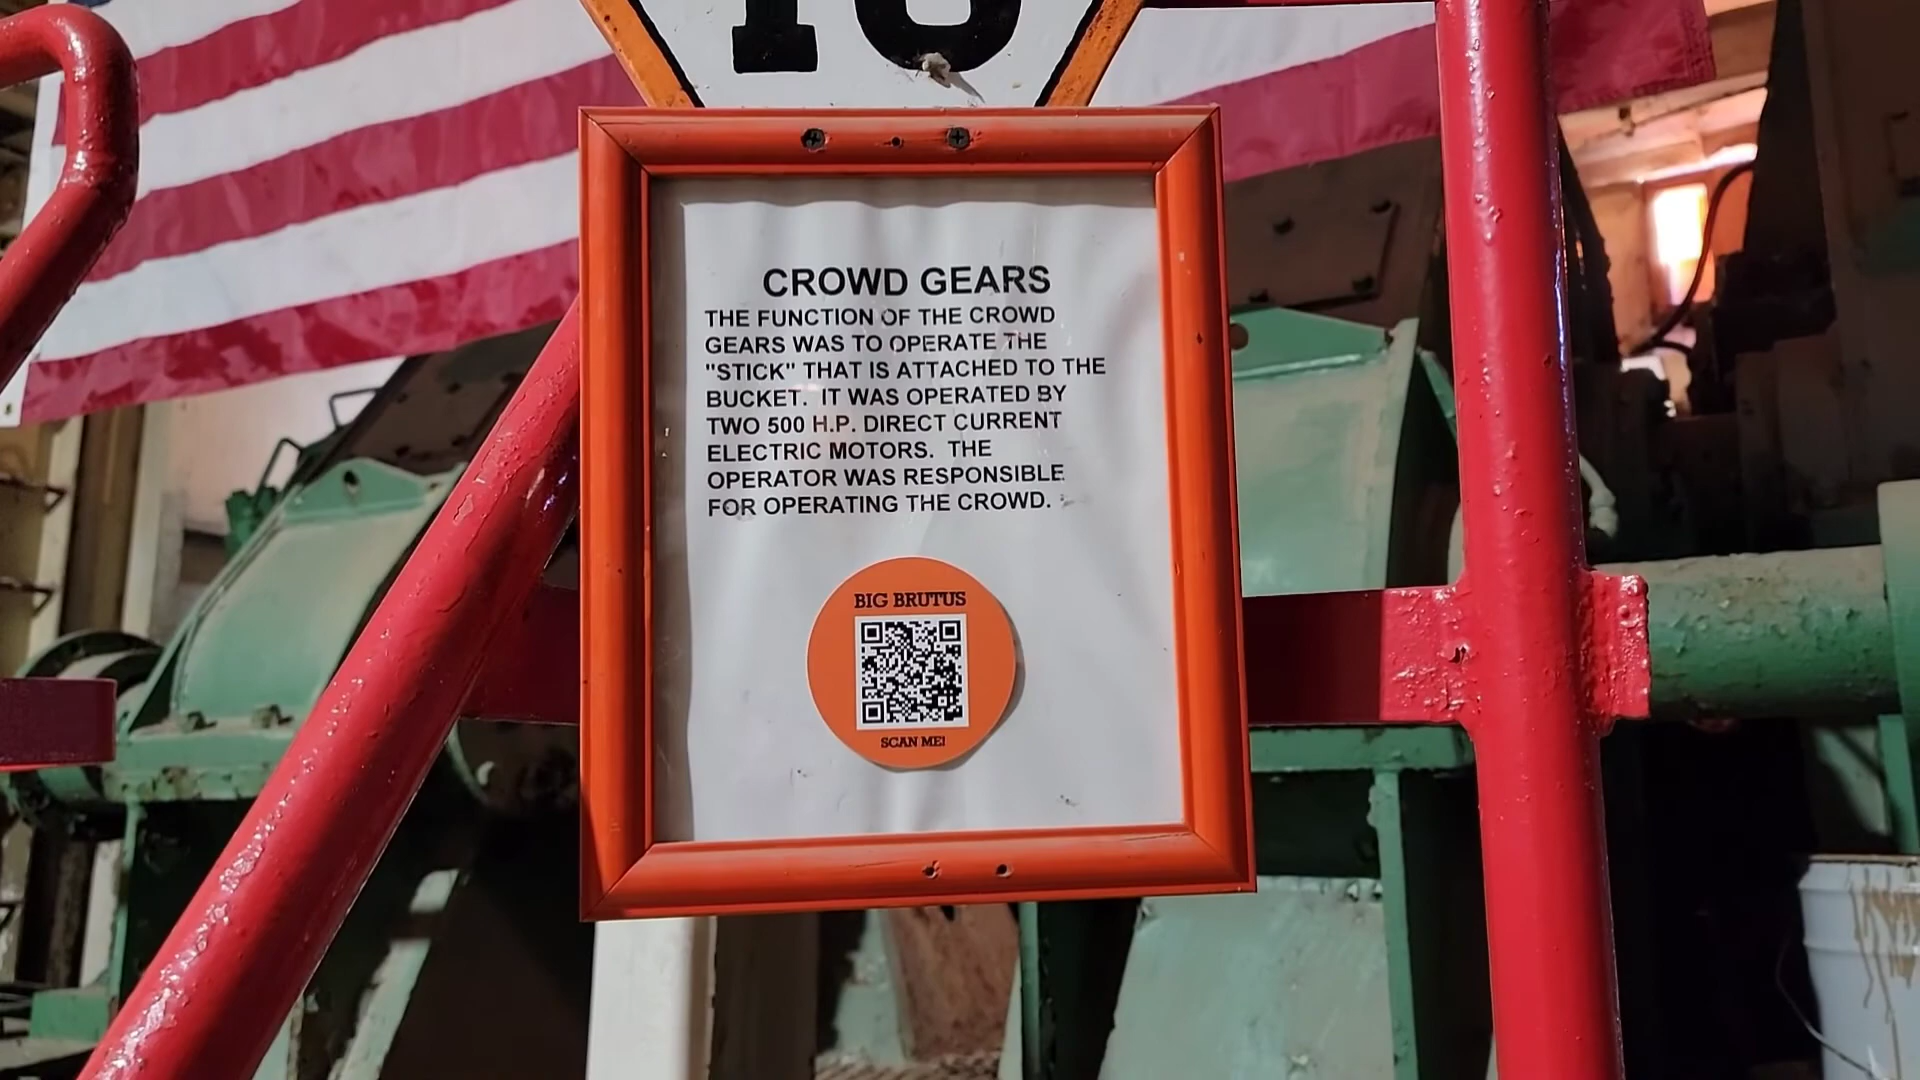 CROWD GEARS
THE FUNCTION OF THE CROWD
GEARS WAS TO OPERATE THE
"STICK" THAT IS ATTACHED TO THE
BUCKET. IT WAS OPERATED BY
TWO 500 H.P. DIRECT CURRENT
ELECTRIC MOTORS. THE
OPERATOR WAS RESPONSIBLE
FOR OPERATING THE CROWD.
BIG BRUTUS
SCAN ME!